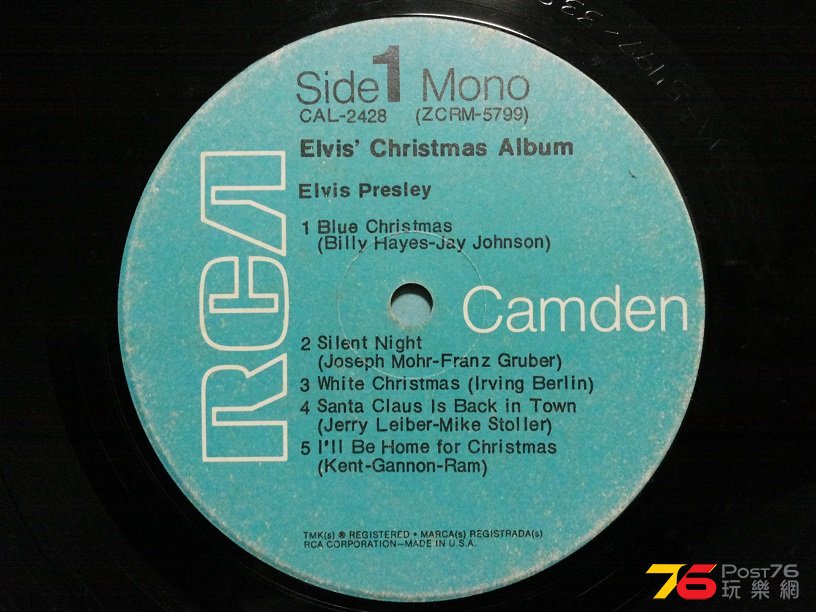 Side 1 Mono
CAL-2428 (ZCRM-5799)
Elvis' Christmas Album
Elvis Presley
1 Blue Christmas
(Billy Hayes-Jay Johnson)
RCA
Camden
2 Silent Night
(Joseph Mohr-Franz Gruber)
3 White Christmas (Irving Berlin)
4 Santa Claus Is Back in Town
(Jerry Leiber-Mike Stoller)
5 I'll Be Home for Christmas
(Kent-Gannon-Ram)
TMK(s) ® REGISTERED • MARCA(s) REGISTRADA(s)
RCA CORPORATION—MADE IN U.S.A.
76 POST76
玩樂網